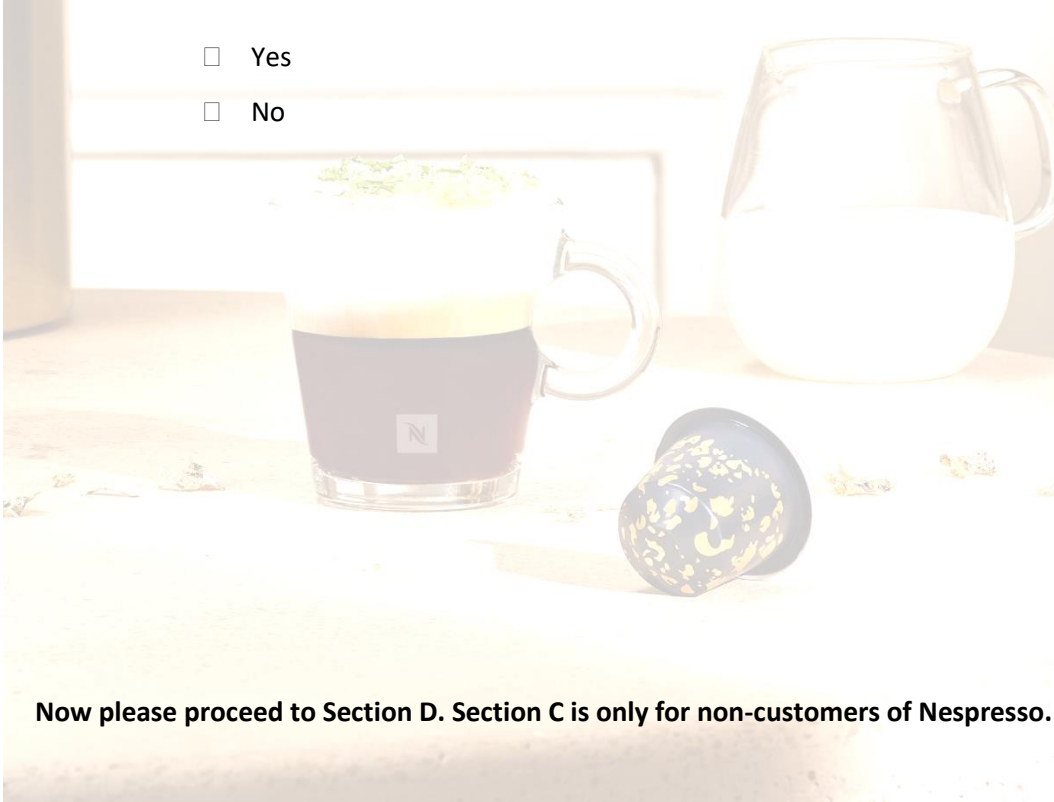 ☐ Yes
☐ No
N
Now please proceed to Section D. Section C is only for non-customers of Nespresso.